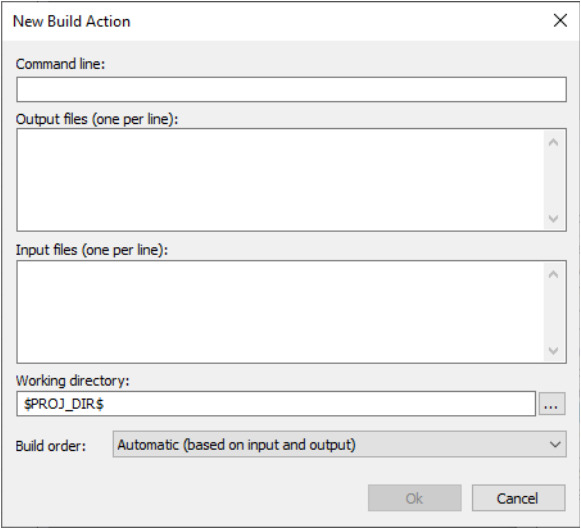 New Build Action
Command line:
Output files (one per line):
Input files (one per line):
Working directory:
$PROJ_DIR$
...
Build order: Automatic (based on input and output)
Ok Cancel